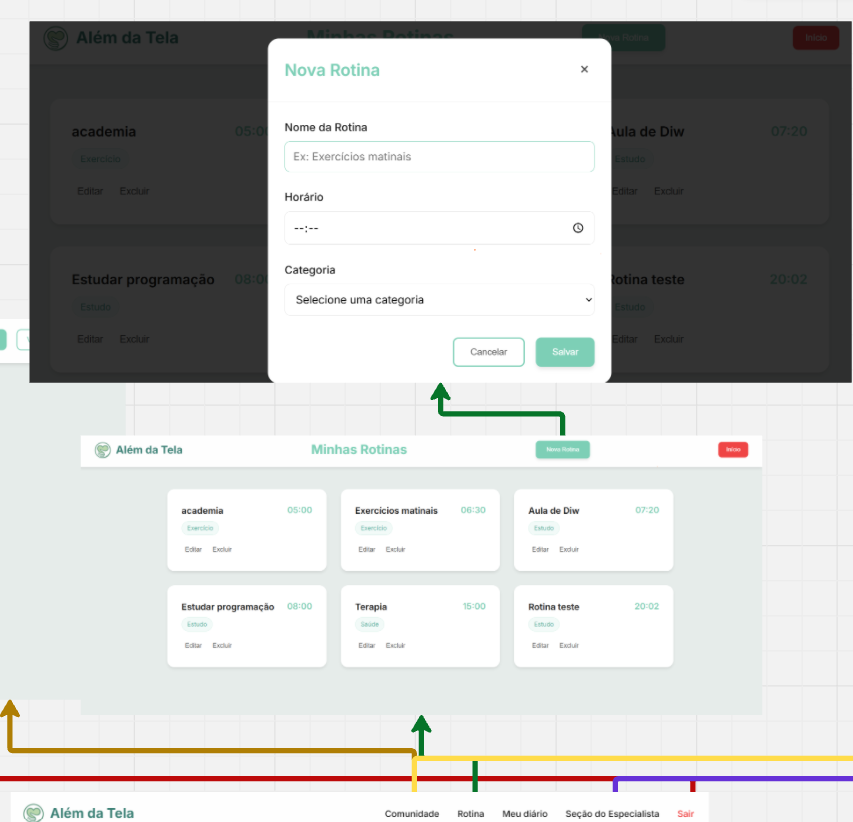 Além da Tela
Minhas Rotinas
Nova Rotina
Início
Nova Rotina
×
Nome da Rotina
Ex: Exercícios matinais
Horário
--:--
Categoria
Selecione uma categoria
Cancelar
Salvar
academia 05:00
Exercício
Editar Excluir
Aula de Diw 07:20
Estudo
Editar Excluir
Estudar programação 08:00
Estudo
Editar Excluir
Rotina teste 20:02
Estudo
Editar Excluir
Além da Tela
Minhas Rotinas
Nova Rotina
Início
academia 05:00
Exercício
Editar Excluir
Exercícios matinais 06:30
Exercício
Editar Excluir
Aula de Diw 07:20
Estudo
Editar Excluir
Estudar programação 08:00
Estudo
Editar Excluir
Terapia 15:00
Saúde
Editar Excluir
Rotina teste 20:02
Estudo
Editar Excluir
Além da Tela
Comunidade Rotina Meu diário Seção do Especialista Sair